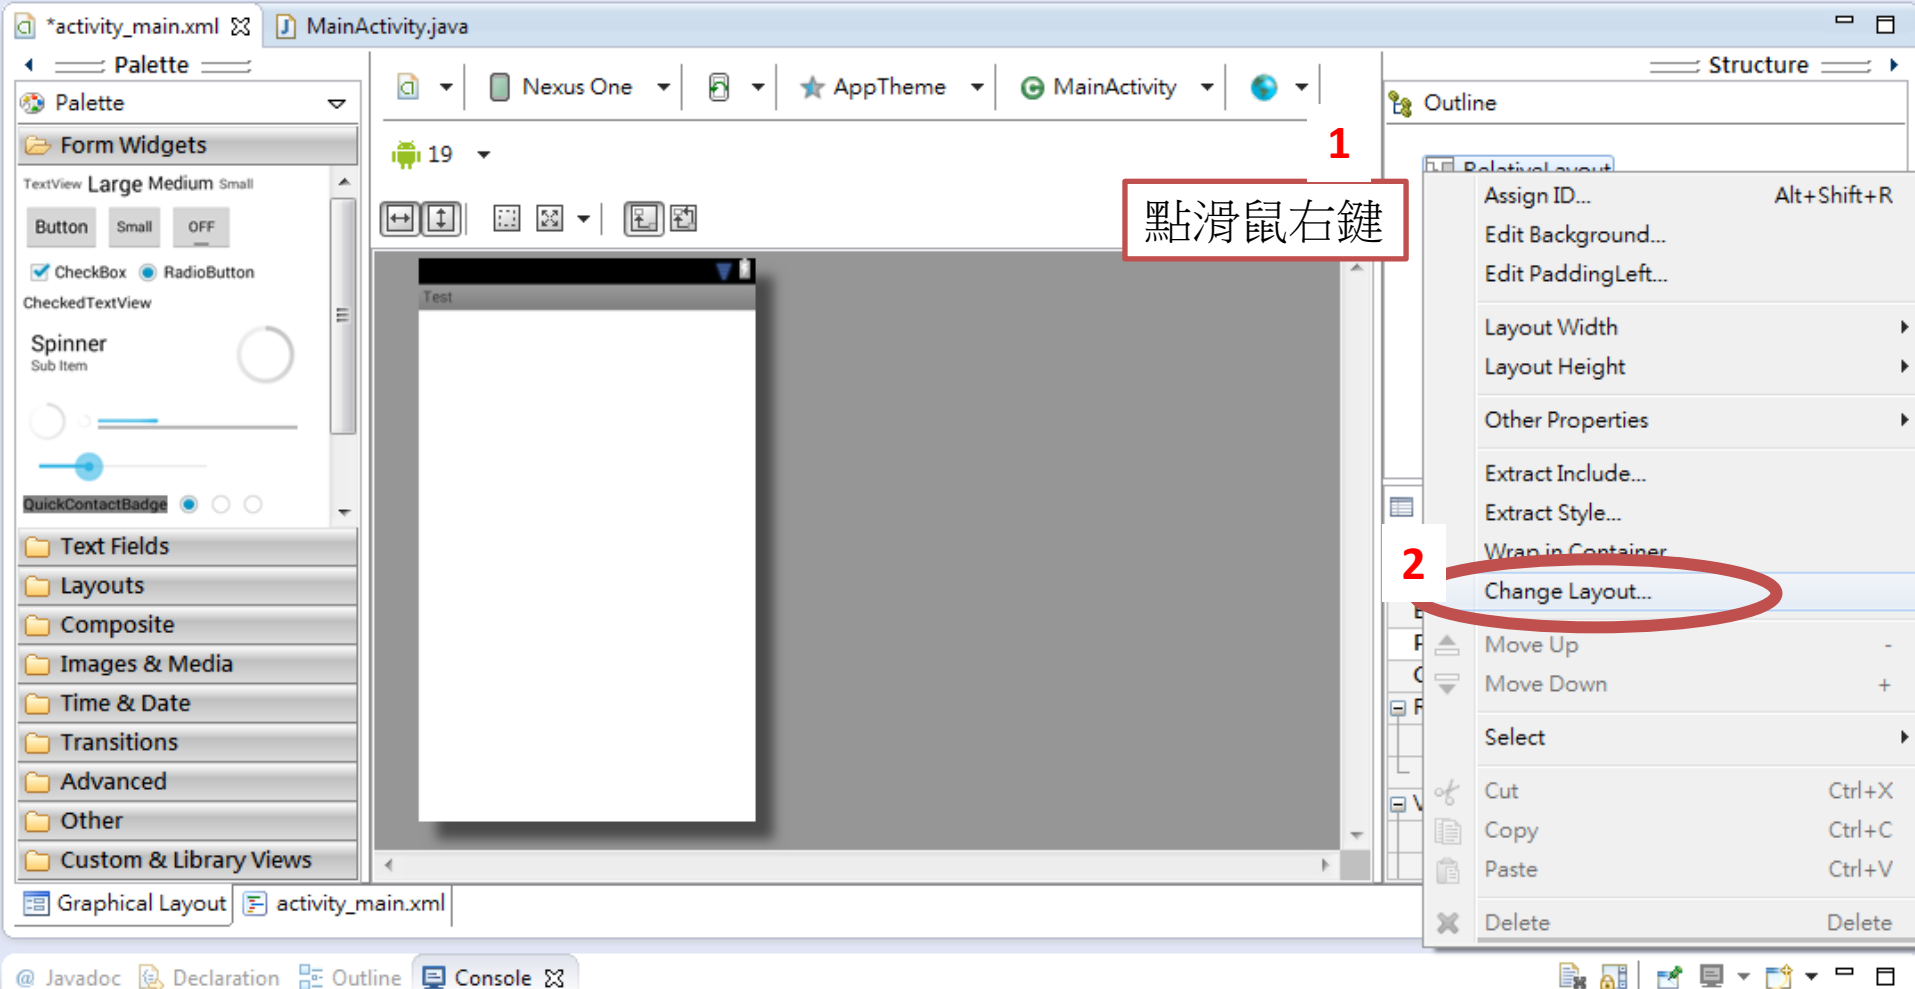 *activity_main.xml
MainActivity.java
Palette
Structure
Palette
Nexus One
AppTheme
MainActivity
Outline
Form Widgets
19
1
RelativeLayout
TextView Large Medium Small
點滑鼠右鍵
Assign ID... Alt+Shift+R
Button Small OFF
Edit Background...
CheckBox RadioButton
Edit PaddingLeft...
CheckedTextView
Test
Layout Width
Spinner
Sub Item
Layout Height
Other Properties
Extract Include...
QuickContactBadge
Extract Style...
Text Fields
Wrap in Container
2
Layouts
Change Layout...
Composite
Move Up -
Images & Media
Move Down +
Time & Date
Transitions
Select
Advanced
Cut Ctrl+X
Other
Copy Ctrl+C
Custom & Library Views
Paste Ctrl+V
Graphical Layout
activity_main.xml
Delete Delete
@ Javadoc
Declaration
Outline
Console